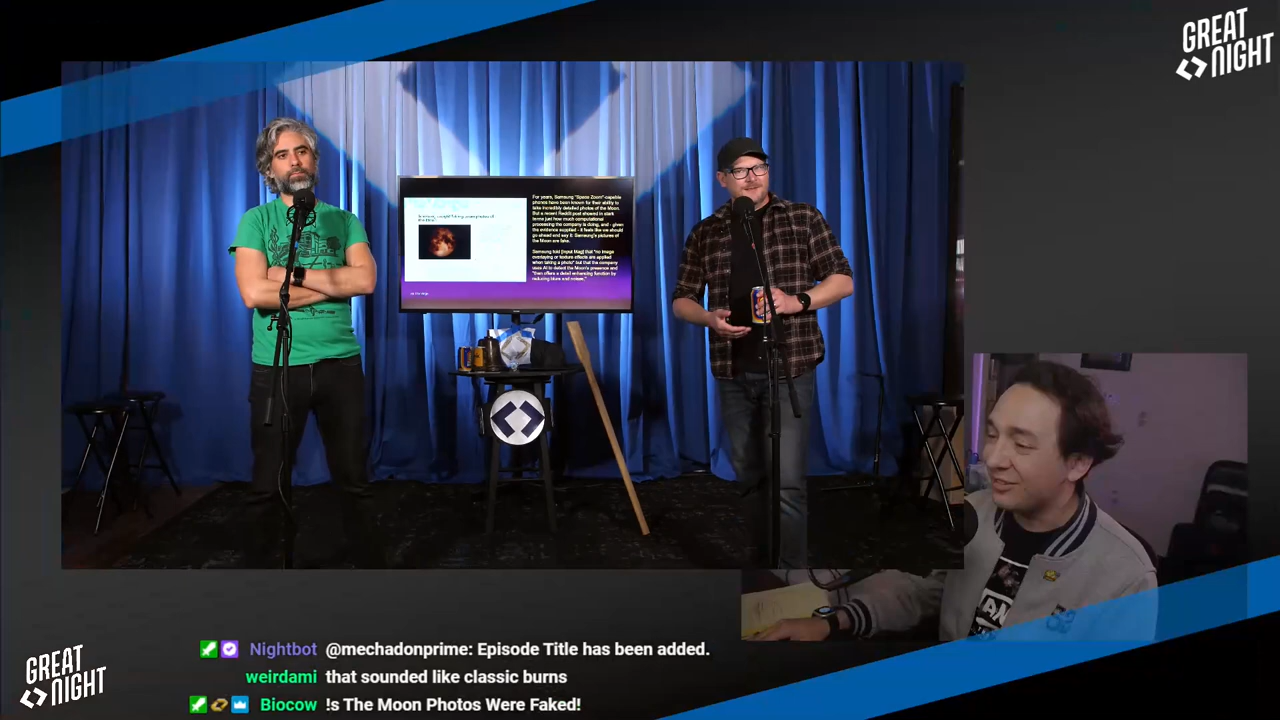 GREAT
NIGHT
For years, Samsung "Space Zoom"-capable
phones have been known for their ability to
take incredibly detailed photos of the Moon.
But a recent Reddit post showed in stark
terms just how much computational
processing the company is doing, and - given
the evidence supplied - it feels like we should
go ahead and say it: Samsung's pictures of
the Moon are fake.
Samsung told [Input Mag] that "no image
overlaying or texture effects are applied
when taking a photo" but that the company
uses AI to detect the Moon's presence and
"then offers a detail enhancing function by
reducing blurs and noises."
Nightbot @mechadonprime: Episode Title has been added.
weirdami that sounded like classic burns
Biocow !s The Moon Photos Were Faked!
GREAT
NIGHT